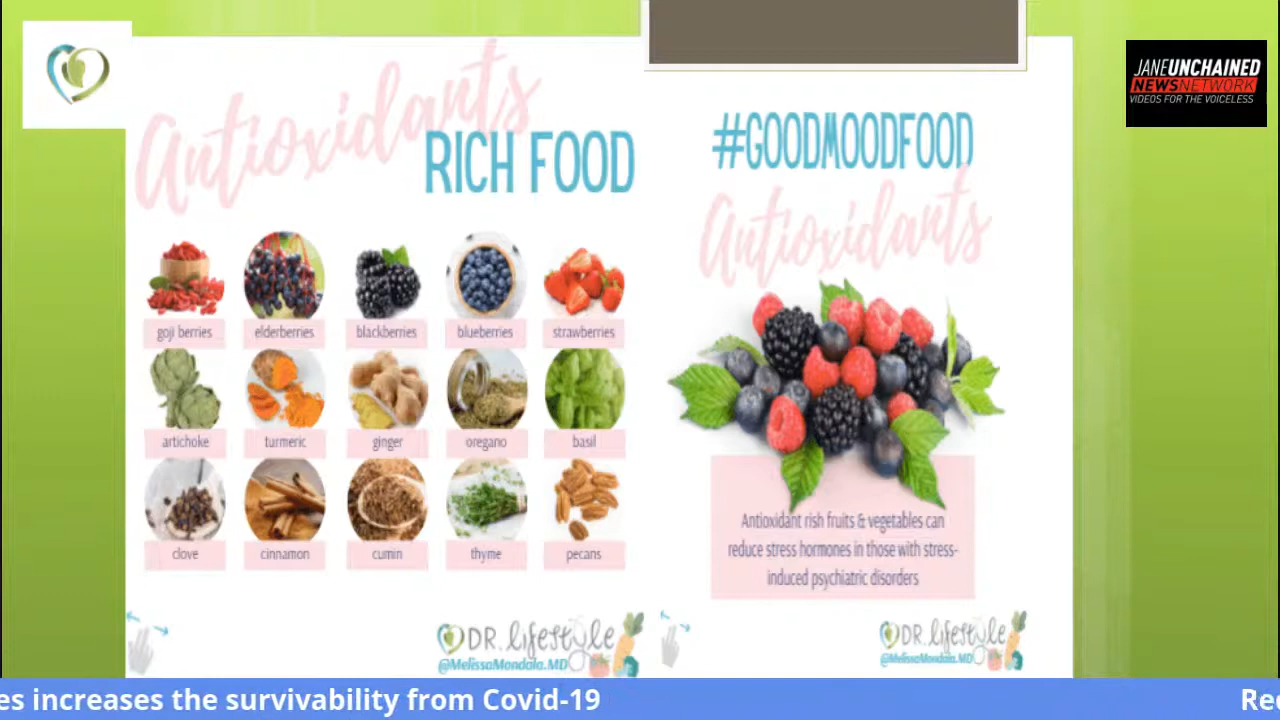 Antioxidants
RICH FOOD
goji berries
elderberries
blackberries
blueberries
strawberries
artichoke
turmeric
ginger
oregano
basil
clove
cinnamon
cumin
thyme
pecans
DR. lifestyle
@MelissaMondala.MD
#GOODMOODFOOD
Antioxidants
Antioxidant rish fruits & vegetables can
reduce stress hormones in those with stress-
induced psychiatric disorders
DR. lifestyle
@MelissaMondala.MD
JANEUNCHAINED
NEWSNETWORK
VIDEOS FOR THE VOICELESS
es increases the survivability from Covid-19